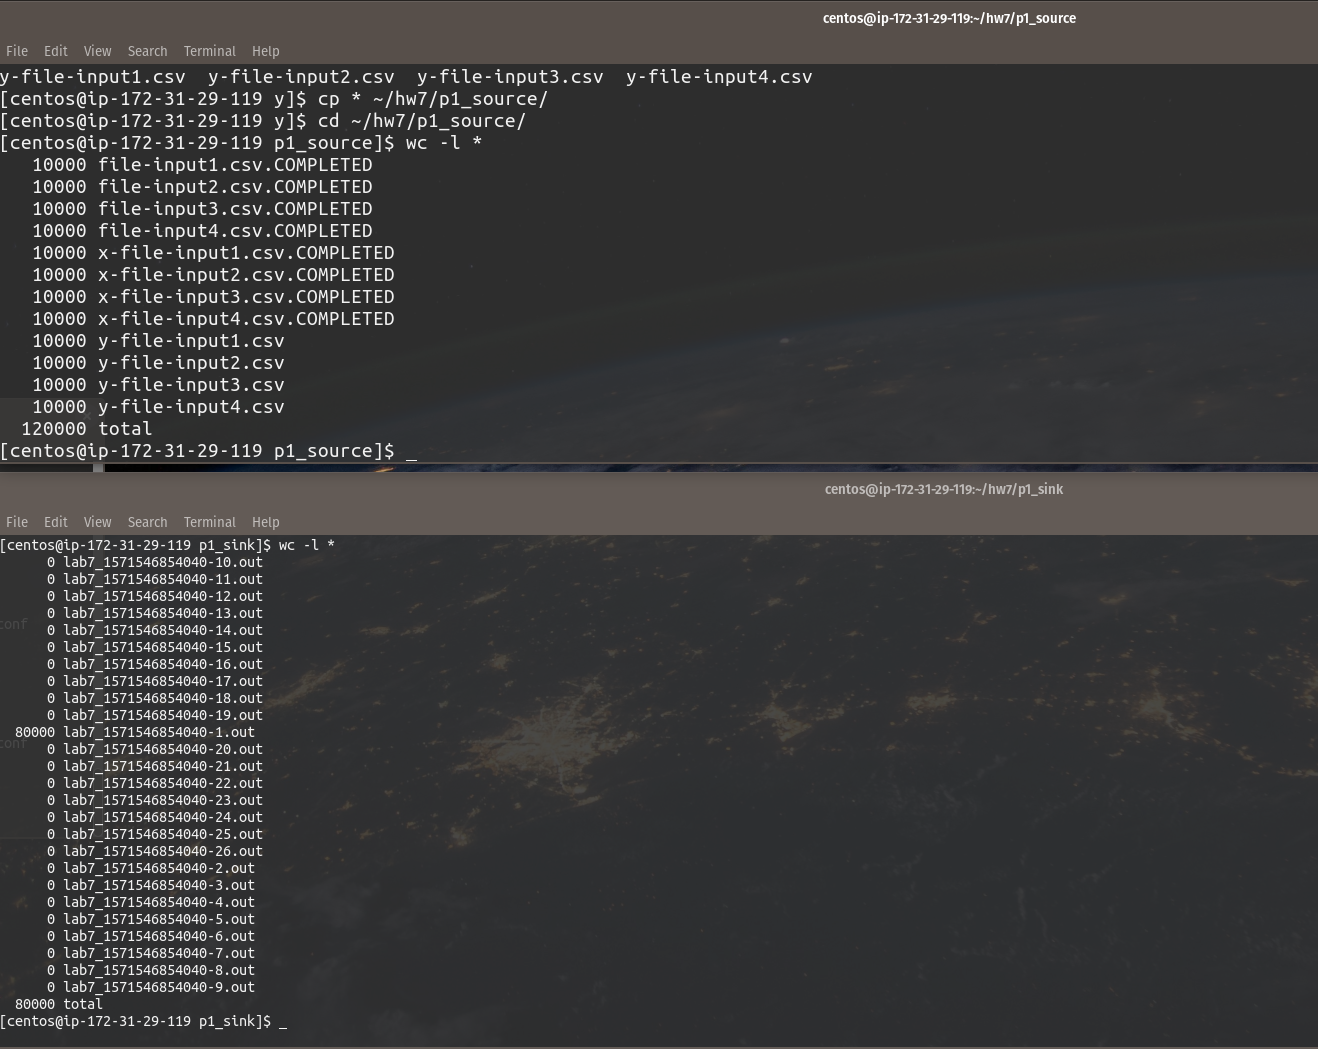 centos@ip-172-31-29-119:~/hw7/p1_source
File Edit View Search Terminal Help
y-file-input1.csv  y-file-input2.csv  y-file-input3.csv  y-file-input4.csv
[centos@ip-172-31-29-119 y]$ cp * ~/hw7/p1_source/
[centos@ip-172-31-29-119 y]$ cd ~/hw7/p1_source/
[centos@ip-172-31-29-119 p1_source]$ wc -l *
10000 file-input1.csv.COMPLETED
10000 file-input2.csv.COMPLETED
10000 file-input3.csv.COMPLETED
10000 file-input4.csv.COMPLETED
10000 x-file-input1.csv.COMPLETED
10000 x-file-input2.csv.COMPLETED
10000 x-file-input3.csv.COMPLETED
10000 x-file-input4.csv.COMPLETED
10000 y-file-input1.csv
10000 y-file-input2.csv
10000 y-file-input3.csv
10000 y-file-input4.csv
120000 total
[centos@ip-172-31-29-119 p1_source]$ _
centos@ip-172-31-29-119:~/hw7/p1_sink
File Edit View Search Terminal Help
[centos@ip-172-31-29-119 p1_sink]$ wc -l *
0 lab7_1571546854040-10.out
0 lab7_1571546854040-11.out
0 lab7_1571546854040-12.out
0 lab7_1571546854040-13.out
conf
0 lab7_1571546854040-14.out
0 lab7_1571546854040-15.out
0 lab7_1571546854040-16.out
0 lab7_1571546854040-17.out
0 lab7_1571546854040-18.out
0 lab7_1571546854040-19.out
80000 lab7_1571546854040-1.out
conf
0 lab7_1571546854040-20.out
0 lab7_1571546854040-21.out
0 lab7_1571546854040-22.out
0 lab7_1571546854040-23.out
0 lab7_1571546854040-24.out
0 lab7_1571546854040-25.out
0 lab7_1571546854040-26.out
0 lab7_1571546854040-2.out
0 lab7_1571546854040-3.out
0 lab7_1571546854040-4.out
0 lab7_1571546854040-5.out
0 lab7_1571546854040-6.out
0 lab7_1571546854040-7.out
0 lab7_1571546854040-8.out
0 lab7_1571546854040-9.out
80000 total
[centos@ip-172-31-29-119 p1_sink]$ _